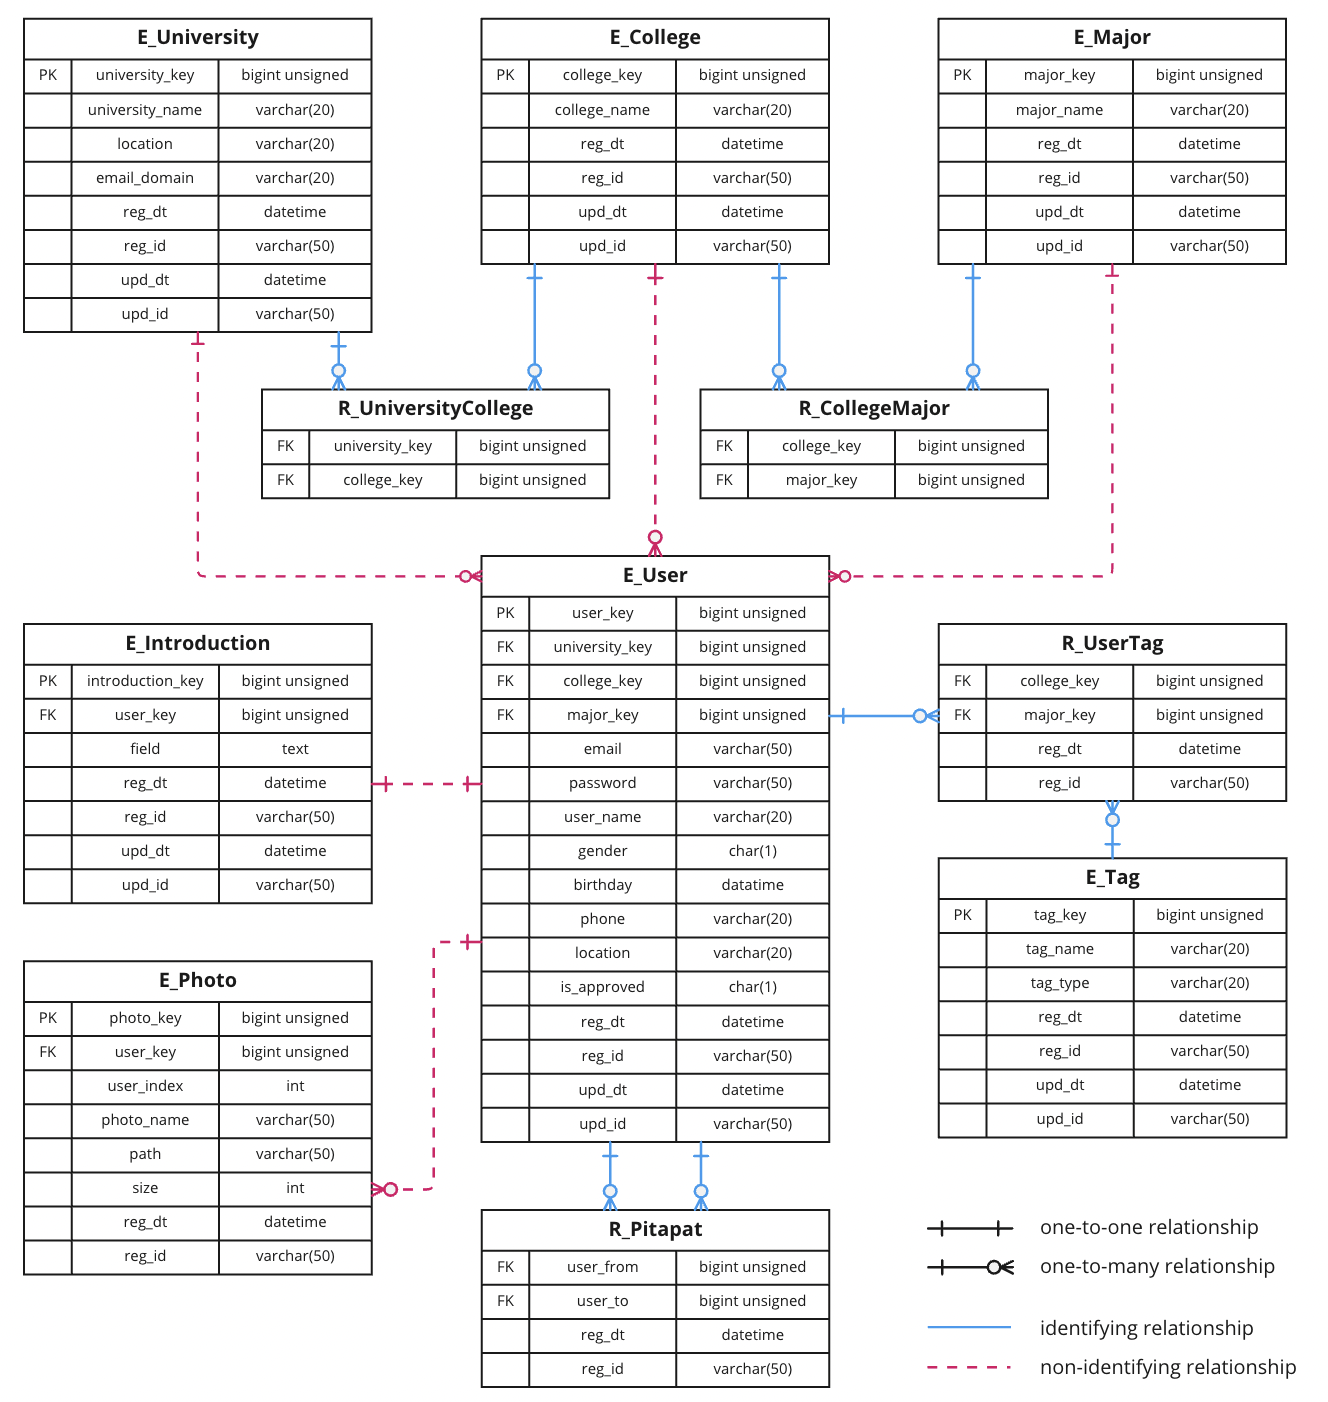 E_University
PK university_key bigint unsigned
university_name varchar(20)
location varchar(20)
email_domain varchar(20)
reg_dt datetime
reg_id varchar(50)
upd_dt datetime
upd_id varchar(50)
E_College
PK college_key bigint unsigned
college_name varchar(20)
reg_dt datetime
reg_id varchar(50)
upd_dt datetime
upd_id varchar(50)
E_Major
PK major_key bigint unsigned
major_name varchar(20)
reg_dt datetime
reg_id varchar(50)
upd_dt datetime
upd_id varchar(50)
R_UniversityCollege
FK university_key bigint unsigned
FK college_key bigint unsigned
R_CollegeMajor
FK college_key bigint unsigned
FK major_key bigint unsigned
E_User
PK user_key bigint unsigned
FK university_key bigint unsigned
FK college_key bigint unsigned
FK major_key bigint unsigned
email varchar(50)
password varchar(50)
user_name varchar(20)
gender char(1)
birthday datatime
phone varchar(20)
location varchar(20)
is_approved char(1)
reg_dt datetime
reg_id varchar(50)
upd_dt datetime
upd_id varchar(50)
E_Introduction
PK introduction_key bigint unsigned
FK user_key bigint unsigned
field text
reg_dt datetime
reg_id varchar(50)
upd_dt datetime
upd_id varchar(50)
R_UserTag
FK college_key bigint unsigned
FK major_key bigint unsigned
reg_dt datetime
reg_id varchar(50)
E_Tag
PK tag_key bigint unsigned
tag_name varchar(20)
tag_type varchar(20)
reg_dt datetime
reg_id varchar(50)
upd_dt datetime
upd_id varchar(50)
E_Photo
PK photo_key bigint unsigned
FK user_key bigint unsigned
user_index int
photo_name varchar(50)
path varchar(50)
size int
reg_dt datetime
reg_id varchar(50)
R_Pitapat
FK user_from bigint unsigned
FK user_to bigint unsigned
reg_dt datetime
reg_id varchar(50)
one-to-one relationship
one-to-many relationship
identifying relationship
non-identifying relationship